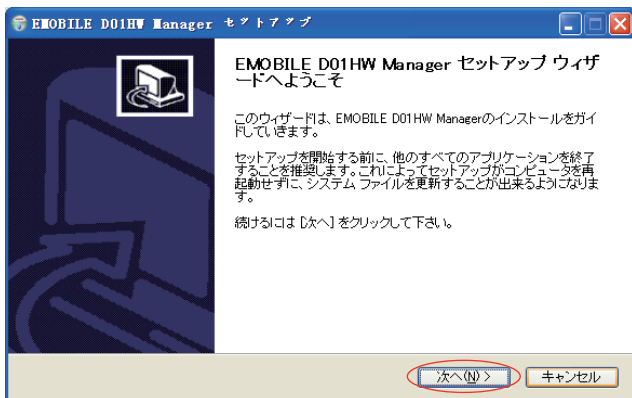 EMOBILE D01HW Manager セットアップ
EMOBILE D01HW Manager セットアップ ウィザ
ードへようこそ
このウィザードは、EMOBILE D01HW Managerのインストールをガイ
ドしていきます。
セットアップを開始する前に、他のすべてのアプリケーションを終了
することを推奨します。これによってセットアップがコンピュータを再
起動せずに、システム ファイルを更新することが出来るようになりま
す。
続けるには [次へ] をクリックして下さい。
次へ(N) >
キャンセル